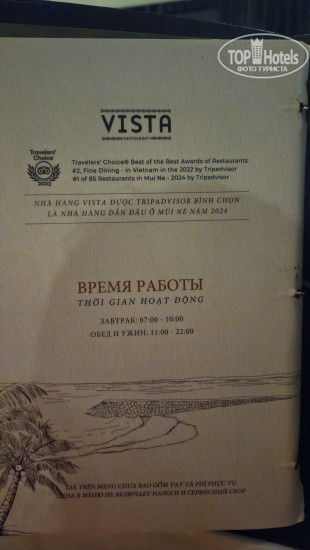 TOP Hotels
ФОТО ТУРИСТА
VISTA
RESTAURANT
Travelers' Choice
2023
Travelers' Choice® Best of the Best Awards of Restaurants
#2, Fine Dining - in Vietnam in the 2022 by Tripadvisor
#1 of 85 Restaurants in Mui Ne - 2024 by Tripadvisor
NHÀ HÀNG VISTA ĐƯỢC TRIPADVISOR BÌNH CHỌN
LÀ NHÀ HÀNG DẪN ĐẦU Ở MŨI NÉ NĂM 2024
ВРЕМЯ РАБОТЫ
THỜI GIAN HOẠT ĐỘNG
ЗАВТРАК: 07:00 - 10:00
ОБЕД И УЖИН: 11:00 - 22:00
GIÁ TRÊN MENU CHƯA BAO GỒM VAT VÀ PHÍ PHỤC VỤ
ЦЕНА В МЕНЮ НЕ ВКЛЮЧАЕТ НАЛОГИ И СЕРВИСНЫЙ СБОР